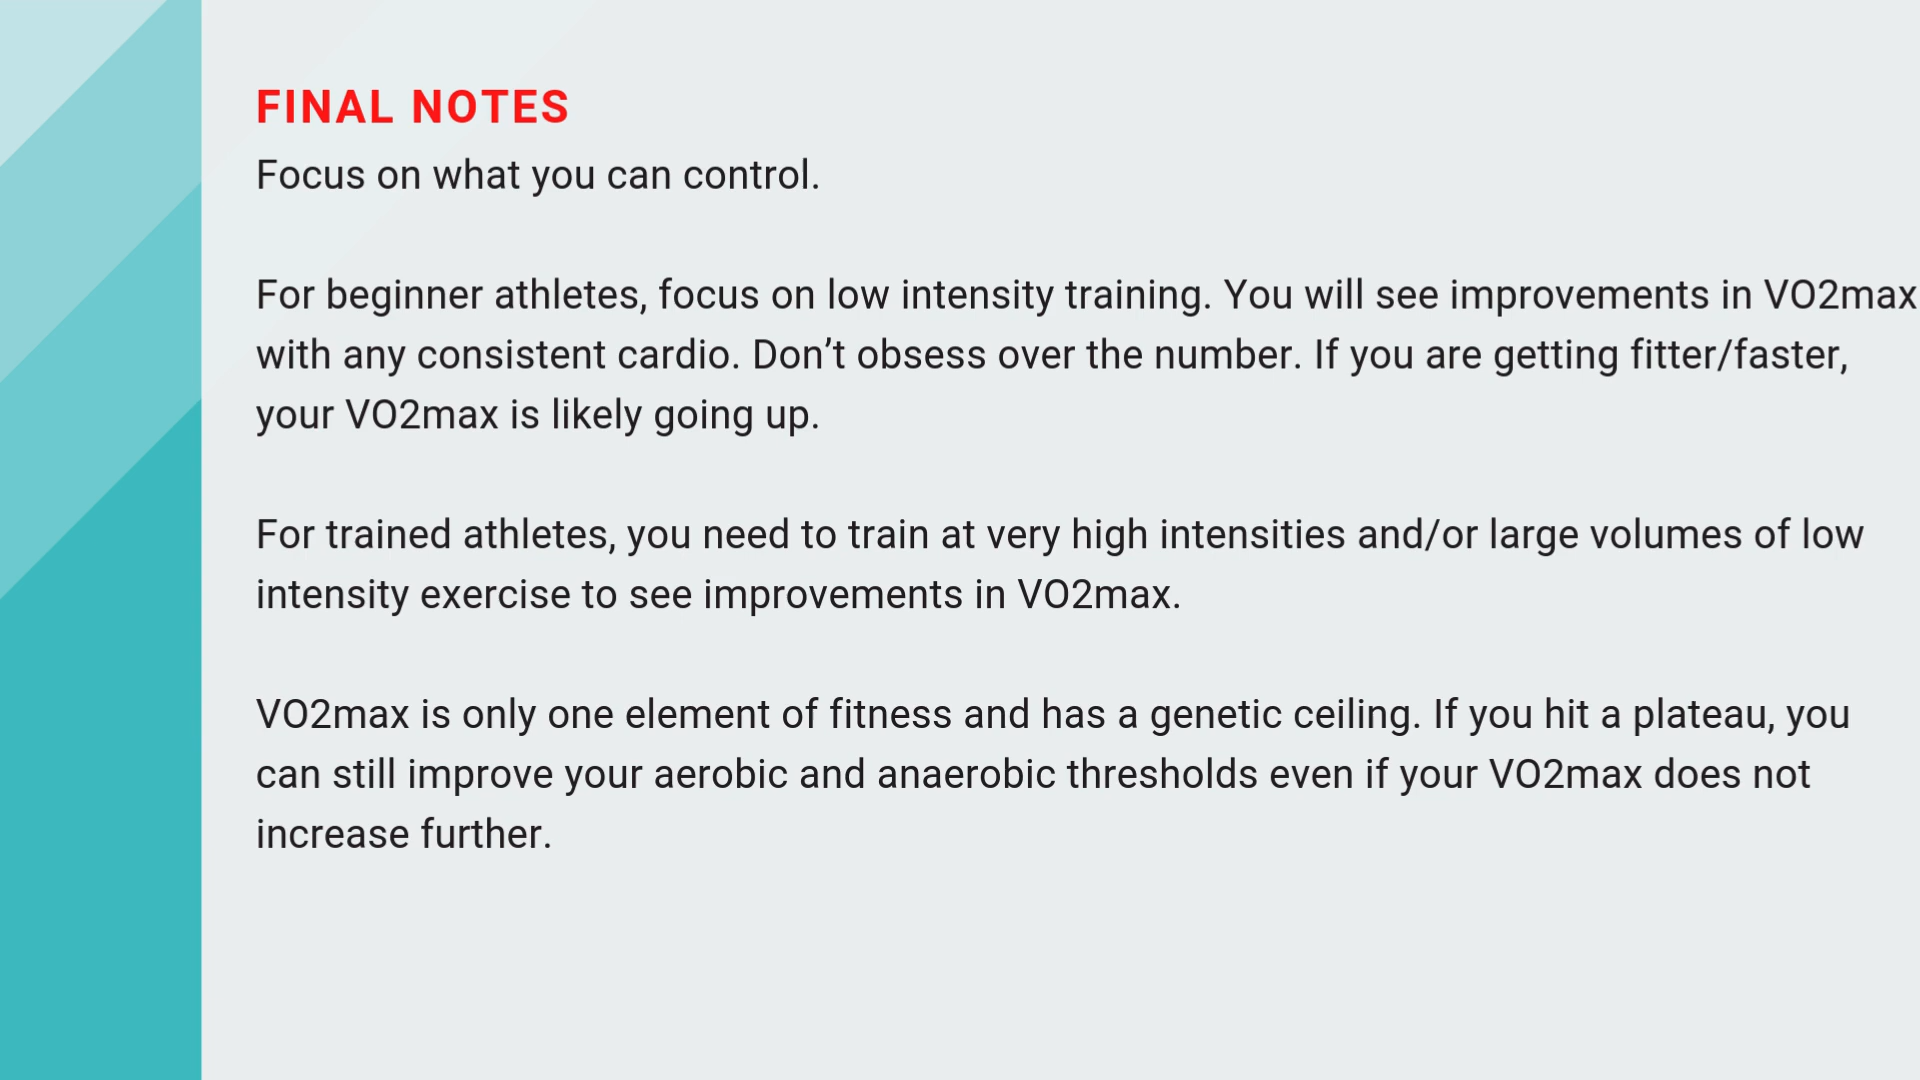 FINAL NOTES
Focus on what you can control.
For beginner athletes, focus on low intensity training. You will see improvements in VO2max
with any consistent cardio. Don’t obsess over the number. If you are getting fitter/faster,
your VO2max is likely going up.
For trained athletes, you need to train at very high intensities and/or large volumes of low
intensity exercise to see improvements in VO2max.
VO2max is only one element of fitness and has a genetic ceiling. If you hit a plateau, you
can still improve your aerobic and anaerobic thresholds even if your VO2max does not
increase further.